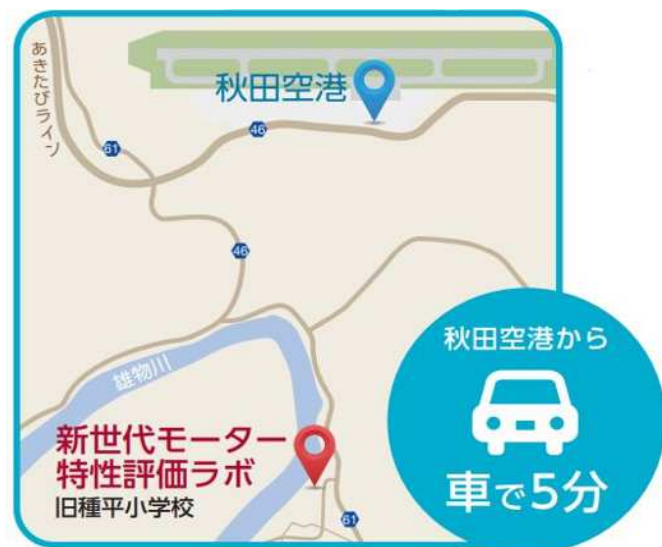 あきたびライン
秋田空港
61
46
46
雄物川
新世代モーター
特性評価ラボ
旧種平小学校
61
秋田空港から
車で5分